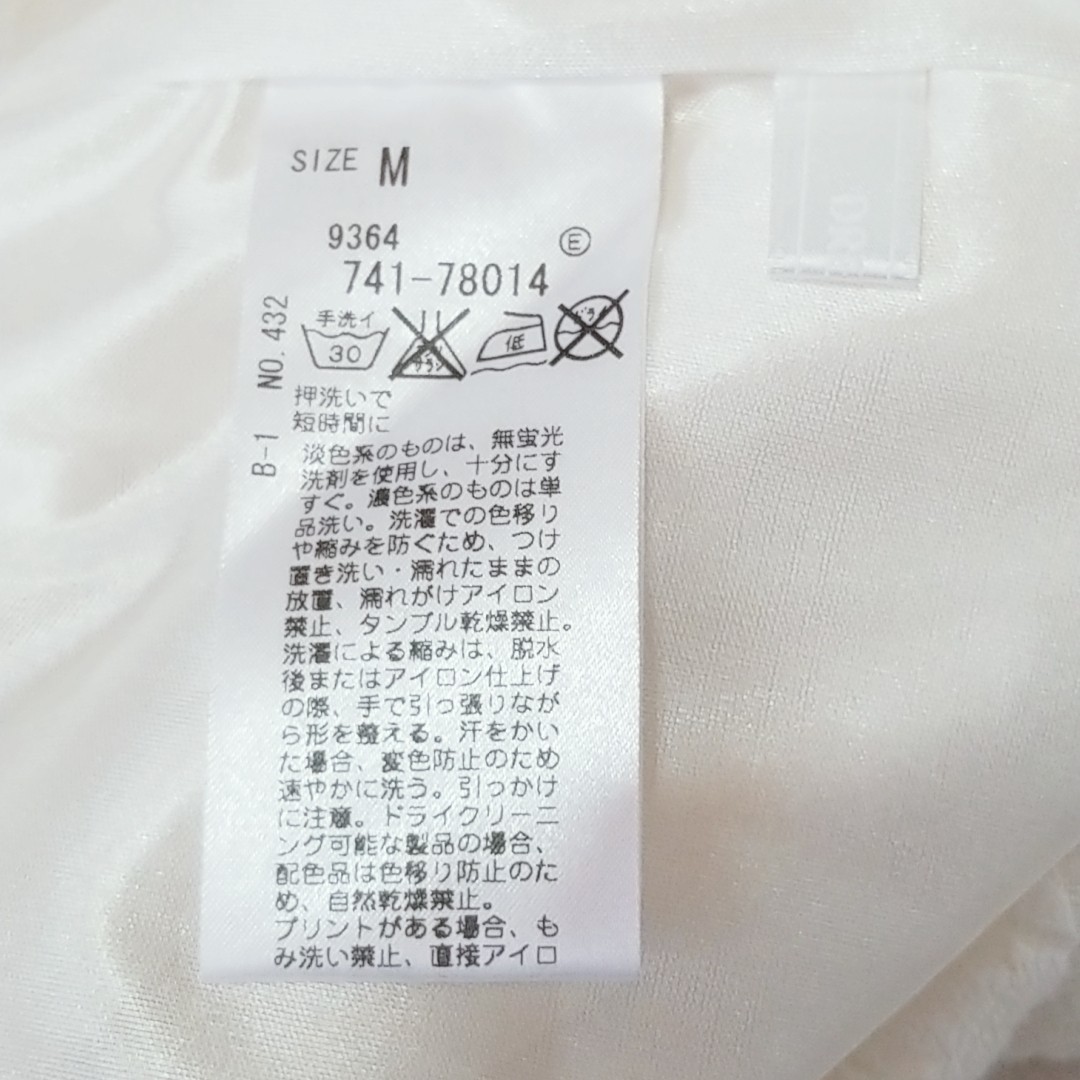 SIZE M
9364
Ⓔ
741-78014
手洗イ
30
エンソ
サラシ
低
ドライ
B-1 NO.432
押洗いで
短時間に
淡色系のものは、無蛍光
洗剤を使用し、十分にす
すぐ。濃色系のものは単
品洗い。洗濯での色移り
や縮みを防ぐため、つけ
置き洗い・濡れたままの
放置、濡れがけアイロン
禁止、タンブル乾燥禁止。
洗濯による縮みは、脱水
後またはアイロン仕上げ
の際、手で引っ張りなが
ら形を整える。汗をかい
た場合、変色防止のため
速やかに洗う。引っかけ
に注意。ドライクリーニ
ング可能な製品の場合、
配色品は色移り防止のた
め、自然乾燥禁止。
プリントがある場合、も
み洗い禁止、直接アイロ